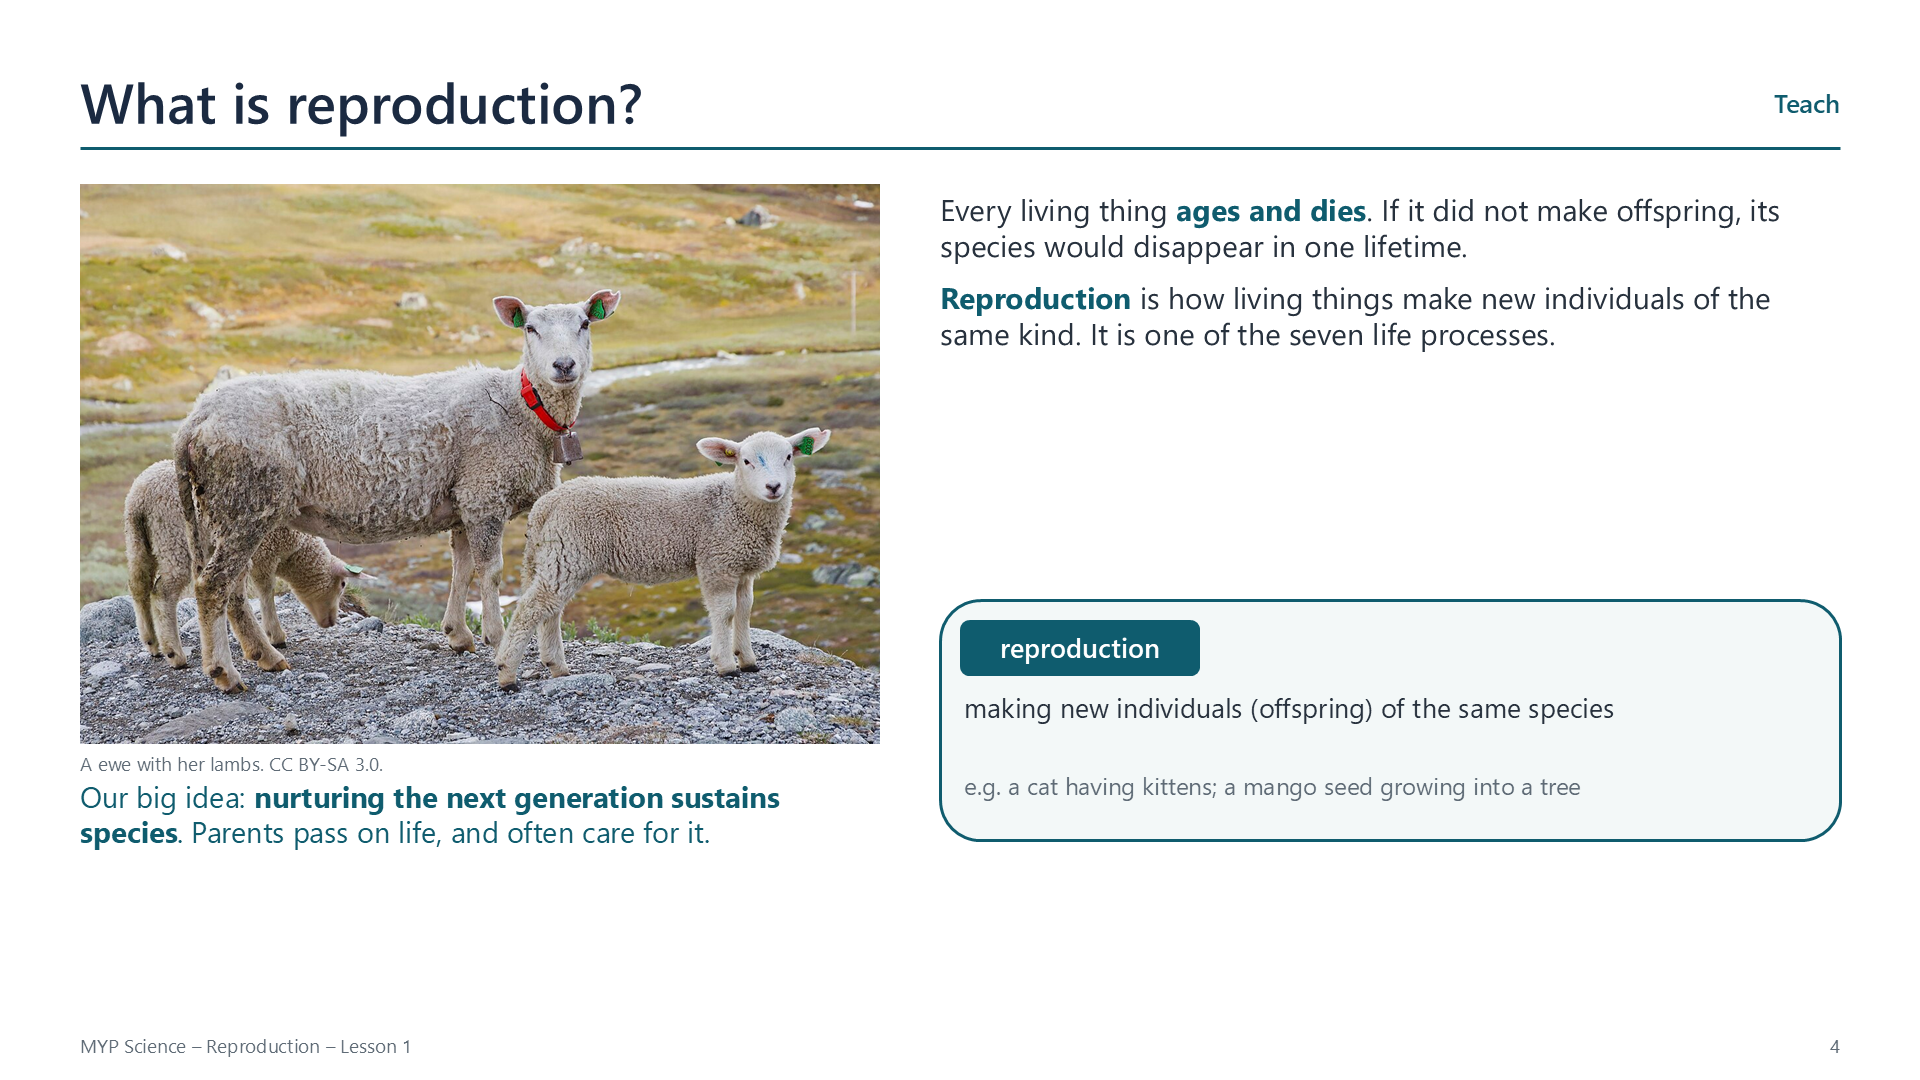 What is reproduction?
Teach
Every living thing ages and dies. If it did not make offspring, its
species would disappear in one lifetime.
Reproduction is how living things make new individuals of the
same kind. It is one of the seven life processes.
reproduction
making new individuals (offspring) of the same species
e.g. a cat having kittens; a mango seed growing into a tree
A ewe with her lambs. CC BY-SA 3.0.
Our big idea: nurturing the next generation sustains
species. Parents pass on life, and often care for it.
MYP Science – Reproduction – Lesson 1
4